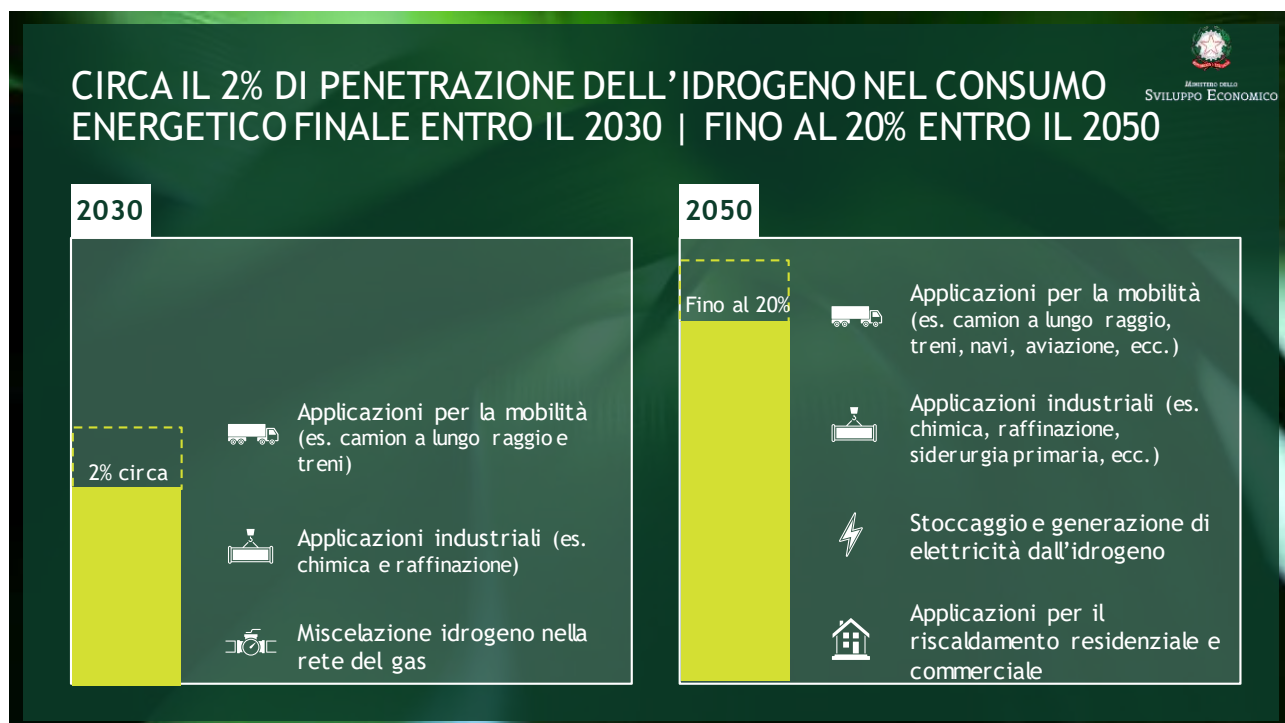 CIRCA IL 2% DI PENETRAZIONE DELL’IDROGENO NEL CONSUMO
ENERGETICO FINALE ENTRO IL 2030 | FINO AL 20% ENTRO IL 2050
MINISTERO DELLO
SVILUPPO ECONOMICO
2030
2% circa
Applicazioni per la mobilità
(es. camion a lungo raggio e
treni)
Applicazioni industriali (es.
chimica e raffinazione)
Miscelazione idrogeno nella
rete del gas
2050
Fino al 20%
Applicazioni per la mobilità
(es. camion a lungo raggio,
treni, navi, aviazione, ecc.)
Applicazioni industriali (es.
chimica, raffinazione,
siderurgia primaria, ecc.)
Stoccaggio e generazione di
elettricità dall’idrogeno
Applicazioni per il
riscaldamento residenziale e
commerciale